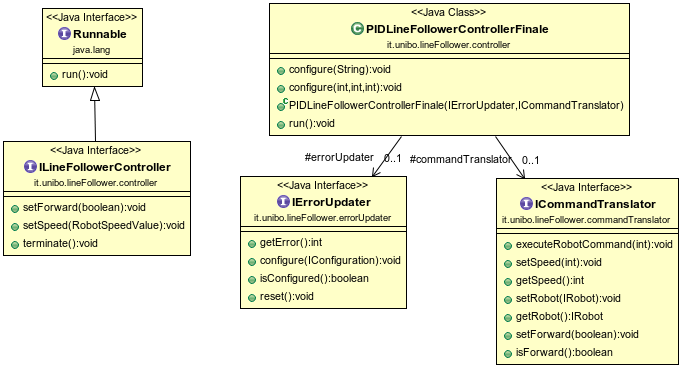 <<Java Interface>>
Runnable
java.lang
run():void
<<Java Interface>>
ILineFollowerController
it.unibo.lineFollower.controller
setForward(boolean):void
setSpeed(RobotSpeedValue):void
terminate():void
<<Java Class>>
PIDLineFollowerControllerFinale
it.unibo.lineFollower.controller
configure(String):void
configure(int,int,int):void
PIDLineFollowerControllerFinale(IErrorUpdater,ICommandTranslator)
run():void
#errorUpdater 0..1
#commandTranslator 0..1
<<Java Interface>>
IErrorUpdater
it.unibo.lineFollower.errorUpdater
getError():int
configure(IConfiguration):void
isConfigured():boolean
reset():void
<<Java Interface>>
ICommandTranslator
it.unibo.lineFollower.commandTranslator
executeRobotCommand(int):void
setSpeed(int):void
getSpeed():int
setRobot(IRobot):void
getRobot():IRobot
setForward(boolean):void
isForward():boolean